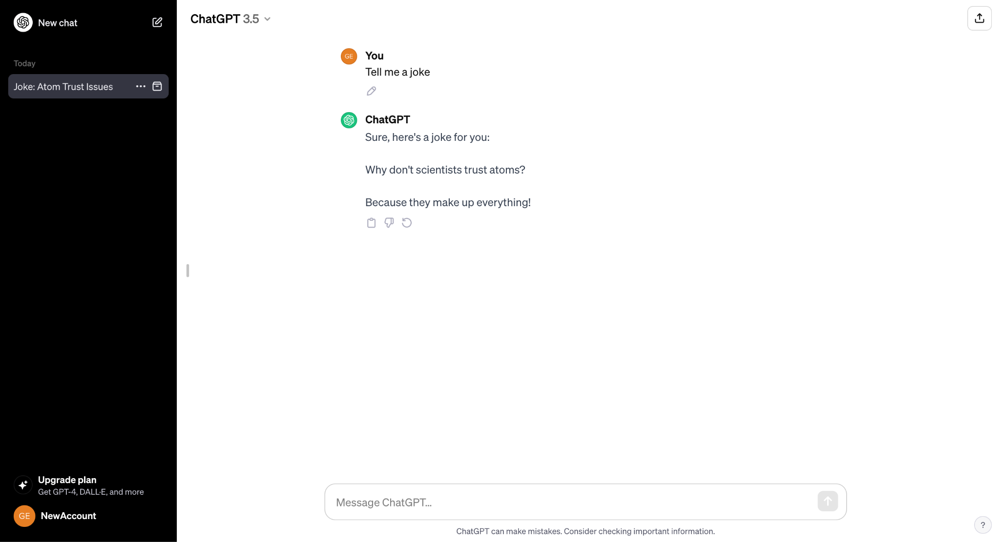 New chat
Today
Joke: Atom Trust Issues
Upgrade plan
Get GPT-4, DALL·E, and more
GE
NewAccount
ChatGPT 3.5
GE
You
Tell me a joke
ChatGPT
Sure, here's a joke for you:
Why don't scientists trust atoms?
Because they make up everything!
Message ChatGPT...
ChatGPT can make mistakes. Consider checking important information.
?